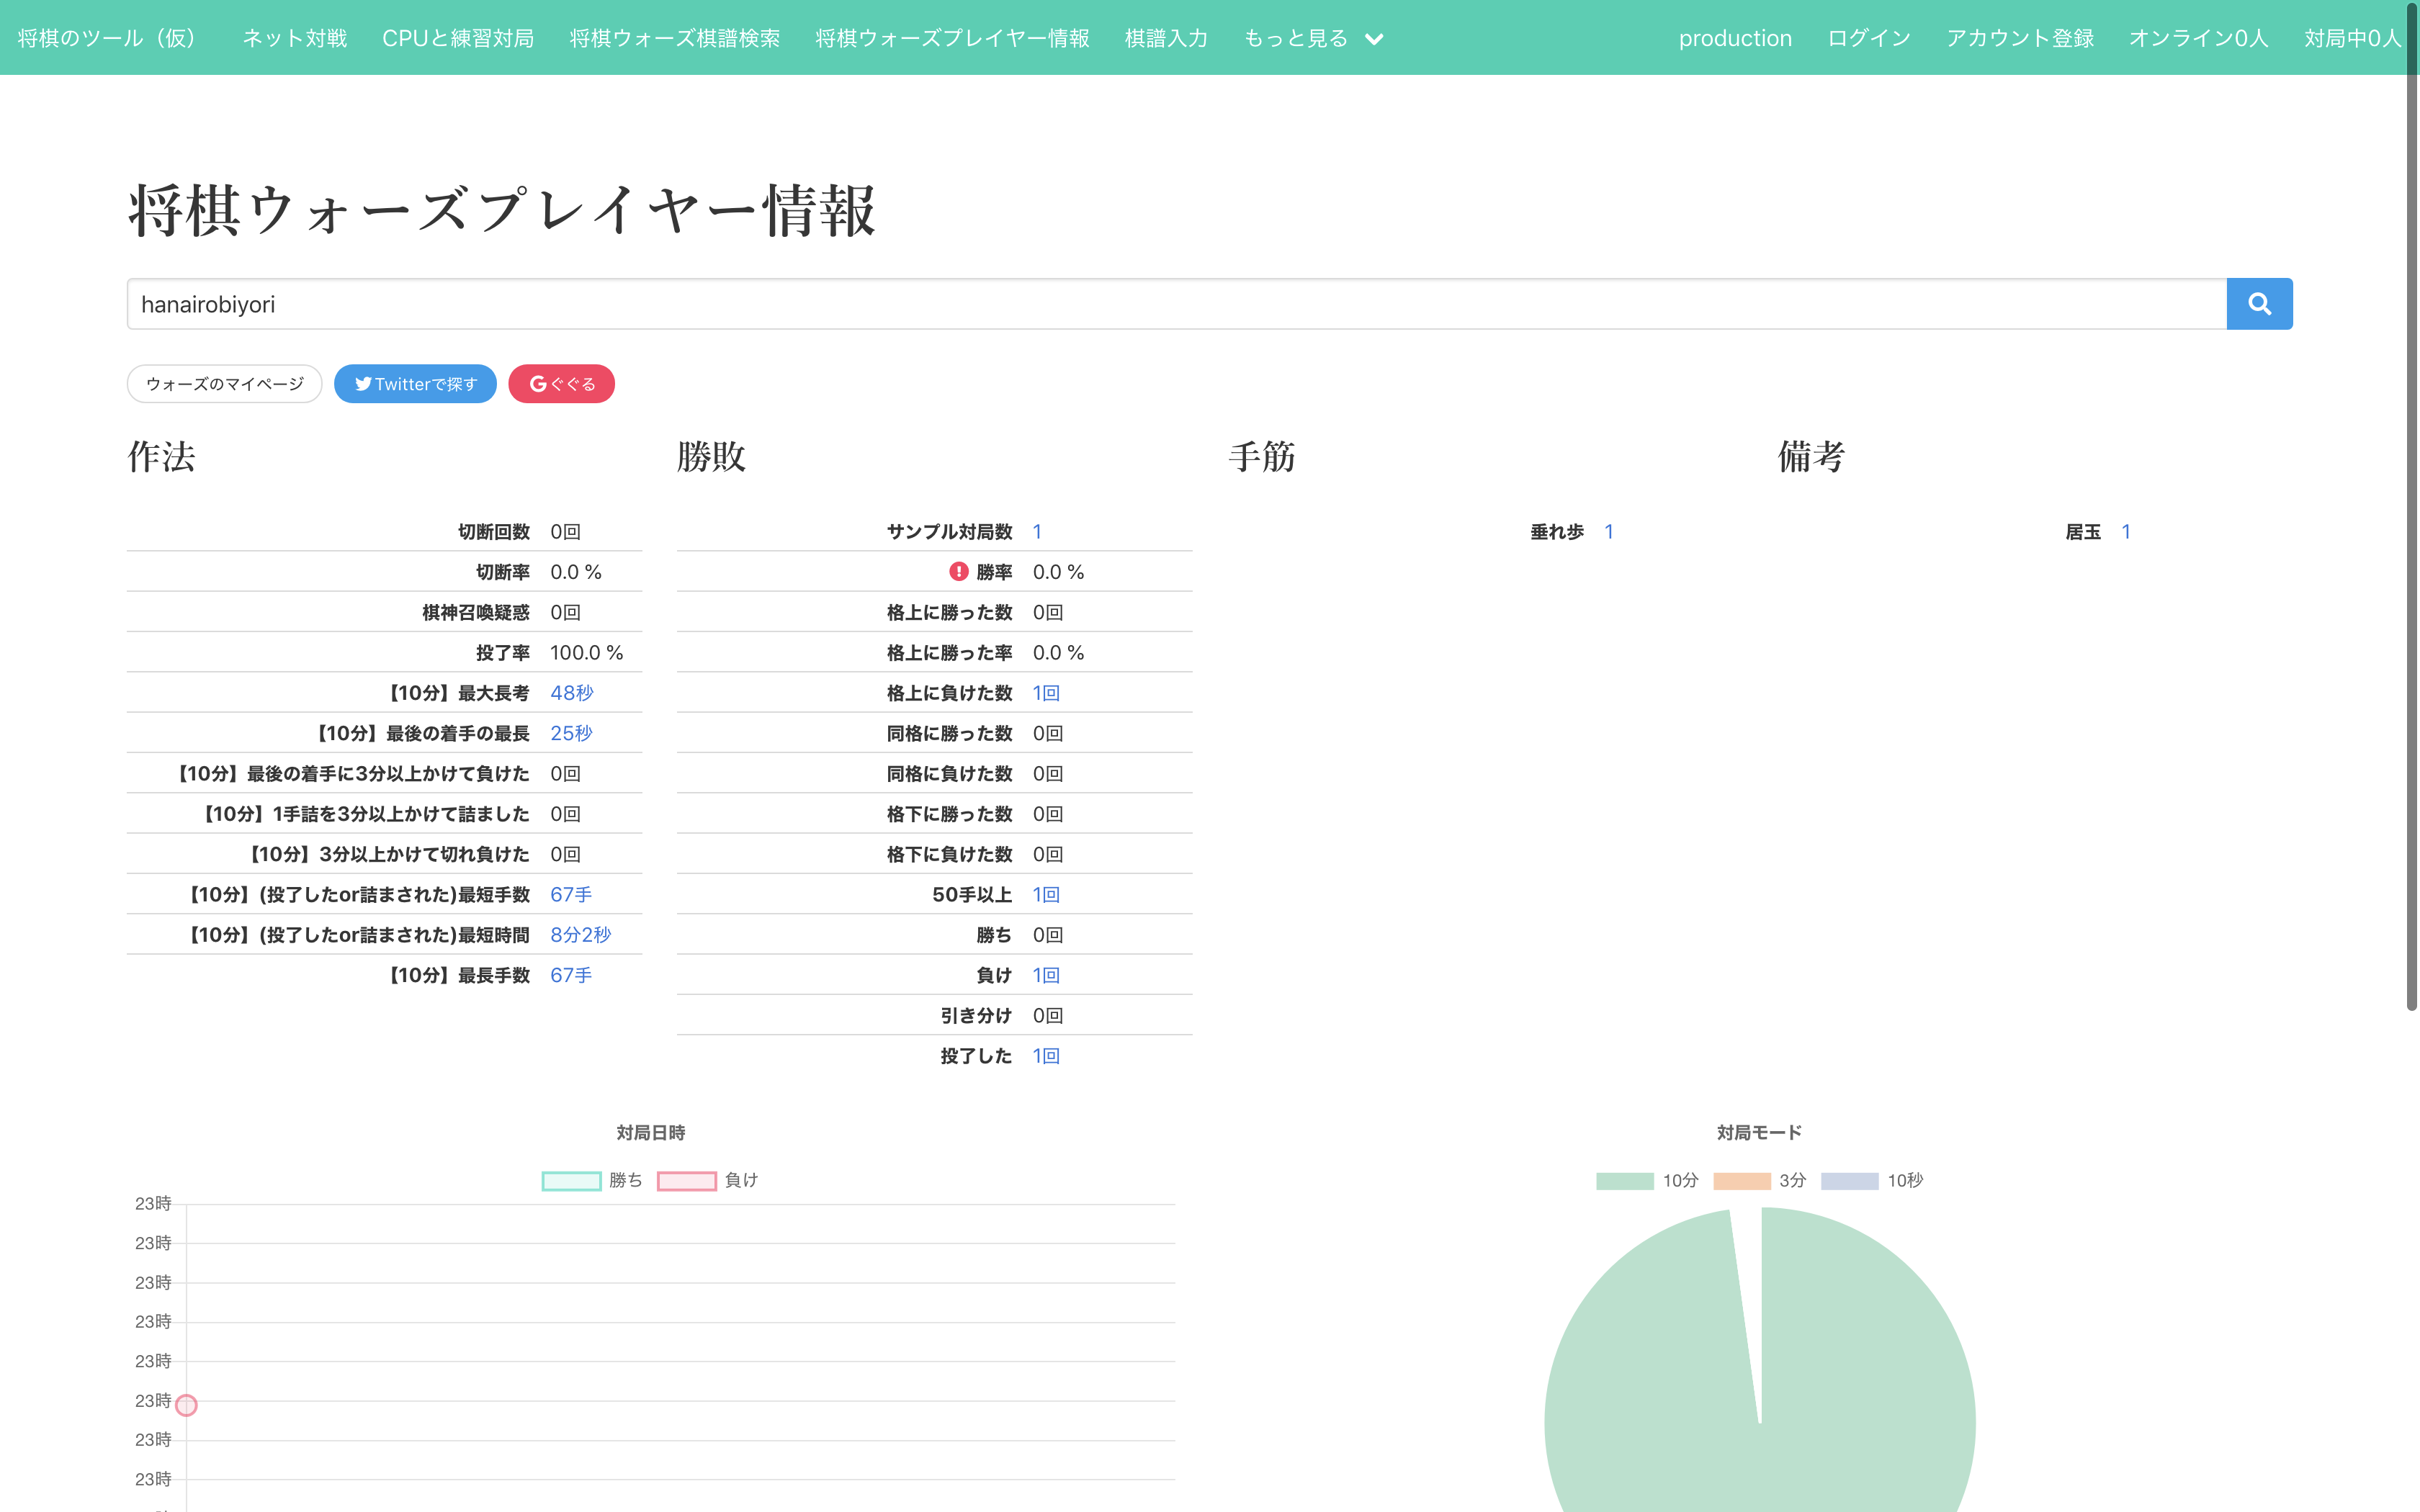 将棋のツール（仮） ネット対戦 CPUと練習対局 将棋ウォーズ棋譜検索 将棋ウォーズプレイヤー情報 棋譜入力 もっと見る production ログイン アカウント登録 オンライン0人 対局中0人
将棋ウォーズプレイヤー情報
hanairobiyori
ウォーズのマイページ Twitterで探す ぐぐる
作法
切断回数 0回
切断率 0.0 %
棋神召喚疑惑 0回
投了率 100.0 %
【10分】最大長考 48秒
【10分】最後の着手の最長 25秒
【10分】最後の着手に3分以上かけて負けた 0回
【10分】1手詰を3分以上かけて詰ました 0回
【10分】3分以上かけて切れ負けた 0回
【10分】(投了したor詰まされた)最短手数 67手
【10分】(投了したor詰まされた)最短時間 8分2秒
【10分】最長手数 67手
勝敗
サンプル対局数 1
勝率 0.0 %
格上に勝った数 0回
格上に勝った率 0.0 %
格上に負けた数 1回
同格に勝った数 0回
同格に負けた数 0回
格下に勝った数 0回
格下に負けた数 0回
50手以上 1回
勝ち 0回
負け 1回
引き分け 0回
投了した 1回
手筋
垂れ歩 1
備考
居玉 1
対局日時
勝ち 負け
23時
23時
23時
23時
23時
23時
23時
23時
対局モード
10分 3分 10秒